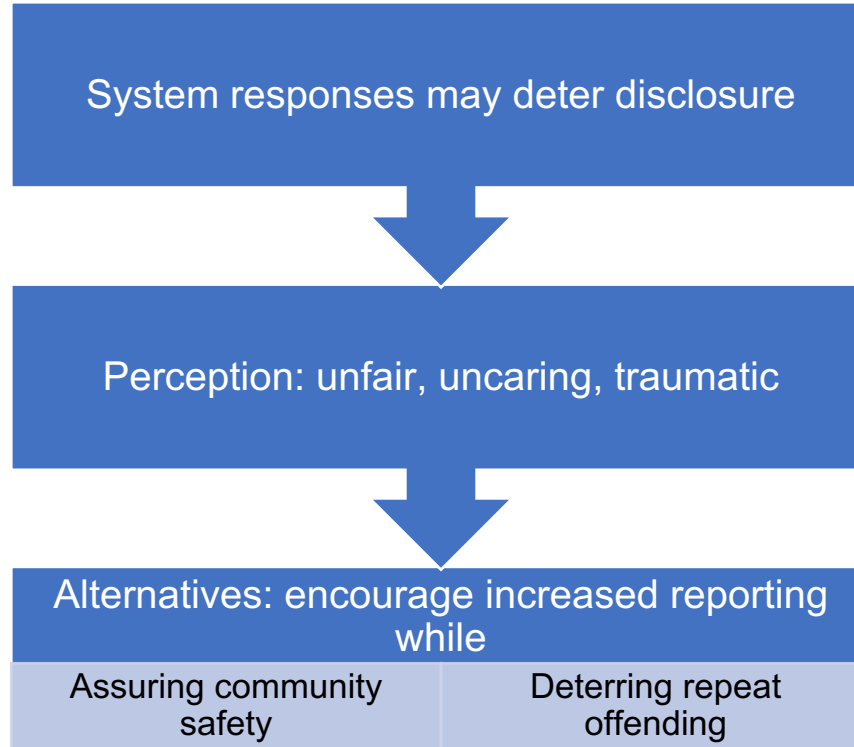 System responses may deter disclosure
Perception: unfair, uncaring, traumatic
Alternatives: encourage increased reporting
while
Assuring community
safety
Deterring repeat
offending